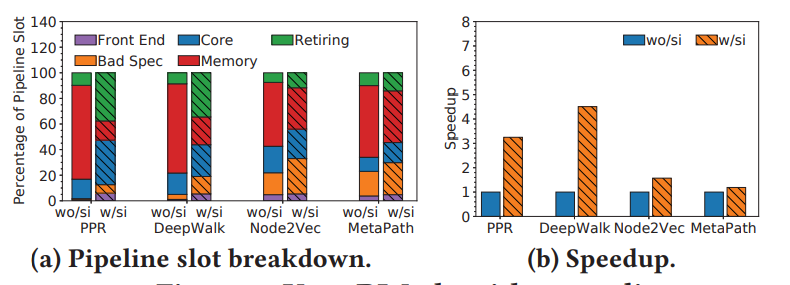 140
120
100
80
60
40
20
0
Percentage of Pipeline Slot
Front End
Core
Retiring
Bad Spec
Memory
wo/si w/si wo/si w/si wo/si w/si wo/si w/si
PPR DeepWalk Node2Vec MetaPath
(a) Pipeline slot breakdown.
8
7
6
5
4
3
2
1
0
Speedup
wo/si
w/si
PPR DeepWalk Node2Vec MetaPath
(b) Speedup.